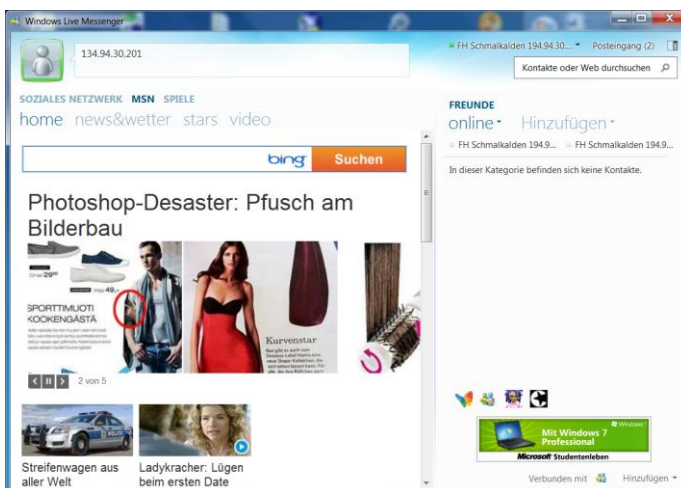 Windows Live Messenger
134.94.30.201
FH Schmalkalden 194.94.30....
Posteingang (2)
Kontakte oder Web durchsuchen
SOZIALES NETZWERK MSN SPIELE
home news&wetter stars video
bing Suchen
Photoshop-Desaster: Pfusch am
Bilderbau
SPORTTIMUOTI
KOOKENGÄSTÄ
Kurvenstar
2 von 5
Streifenwagen aus
aller Welt
Ladykracher: Lügen
beim ersten Date
FREUNDE
online Hinzufügen
FH Schmalkalden 194.9... FH Schmalkalden 194.9...
In dieser Kategorie befinden sich keine Kontakte.
Windows 7
Mit Windows 7
Professional
Microsoft Studentenleben
Verbunden mit Hinzufügen